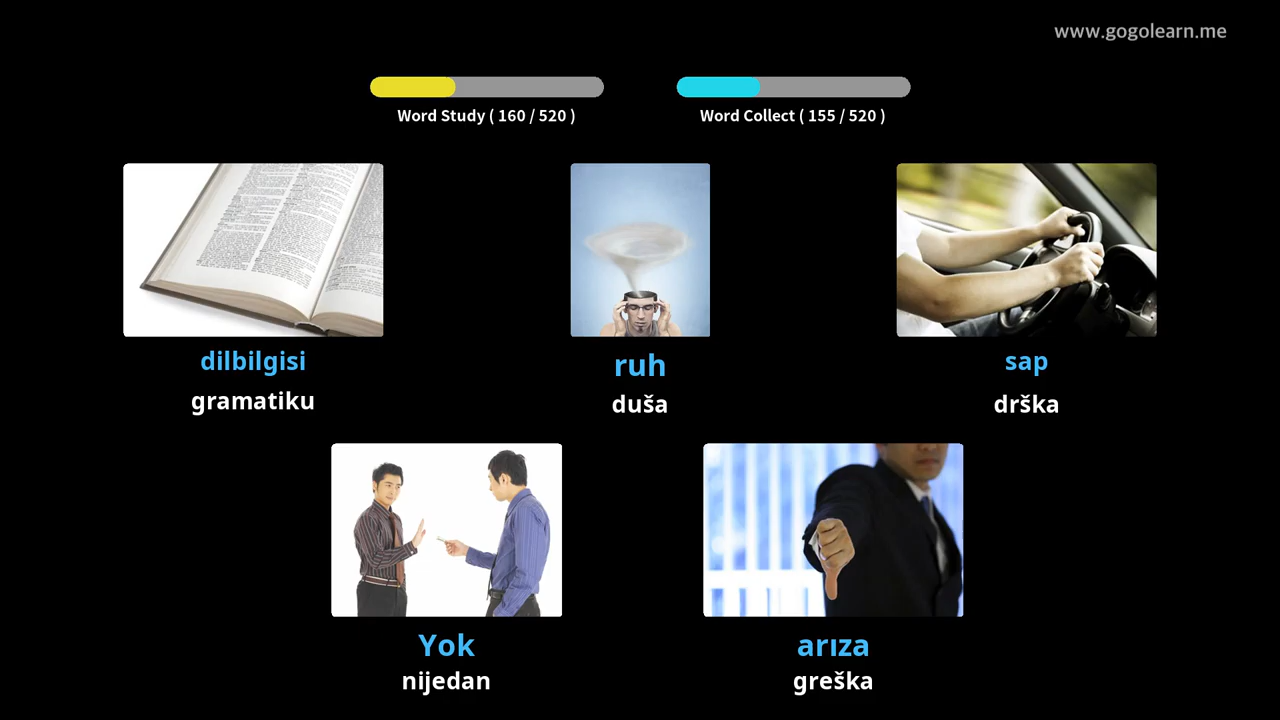 www.gogolearn.me
Word Study ( 160 / 520 )
Word Collect ( 155 / 520 )
dilbilgisi
gramatiku
ruh
duša
sap
drška
Yok
nijedan
arıza
greška